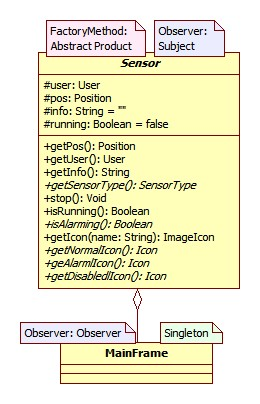 FactoryMethod:
Abstract Product
Observer:
Subject
Sensor
#user: User
#pos: Position
#info: String = ""
#running: Boolean = false
+getPos(): Position
+getUser(): User
+getInfo(): String
+getSensorType(): SensorType
+stop(): Void
+isRunning(): Boolean
+isAlarming(): Boolean
+getIcon(name: String): ImageIcon
+getNormalIcon(): Icon
+geAlarmlIcon(): Icon
+getDisabledlIcon(): Icon
Observer: Observer
Singleton
MainFrame